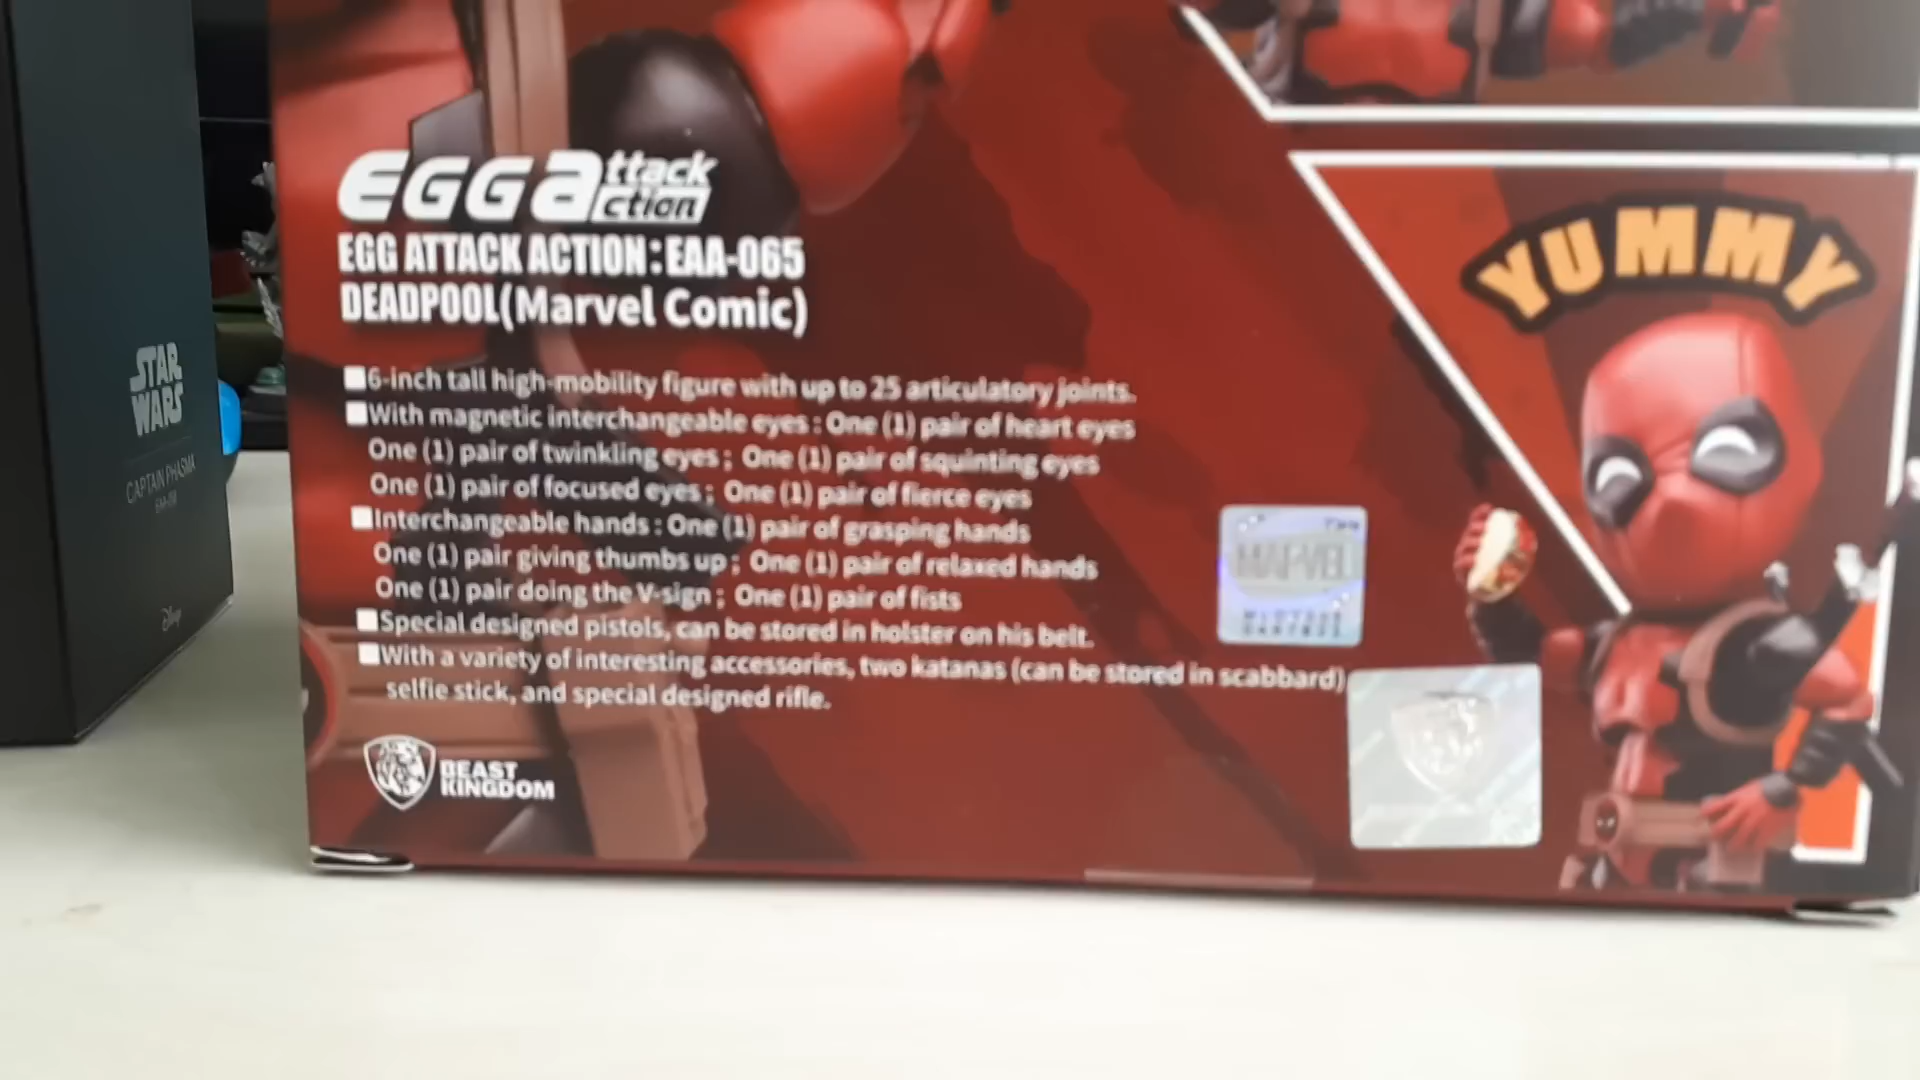 STAR
WARS
CAPTAIN PHASMA
Disney
EGG Attack
Action
EGG ATTACK ACTION:EAA-065
DEADPOOL(Marvel Comic)
■6-inch tall high-mobility figure with up to 25 articulatory joints.
■With magnetic interchangeable eyes : One (1) pair of heart eyes
One (1) pair of twinkling eyes ; One (1) pair of squinting eyes
One (1) pair of focused eyes ; One (1) pair of fierce eyes
■Interchangeable hands : One (1) pair of grasping hands
One (1) pair giving thumbs up ; One (1) pair of relaxed hands
One (1) pair doing the V-sign ; One (1) pair of fists
■Special designed pistols, can be stored in holster on his belt.
■With a variety of interesting accessories, two katanas (can be stored in scabbard)
selfie stick, and special designed rifle.
BEAST
KINGDOM
YUMMY
MARVEL